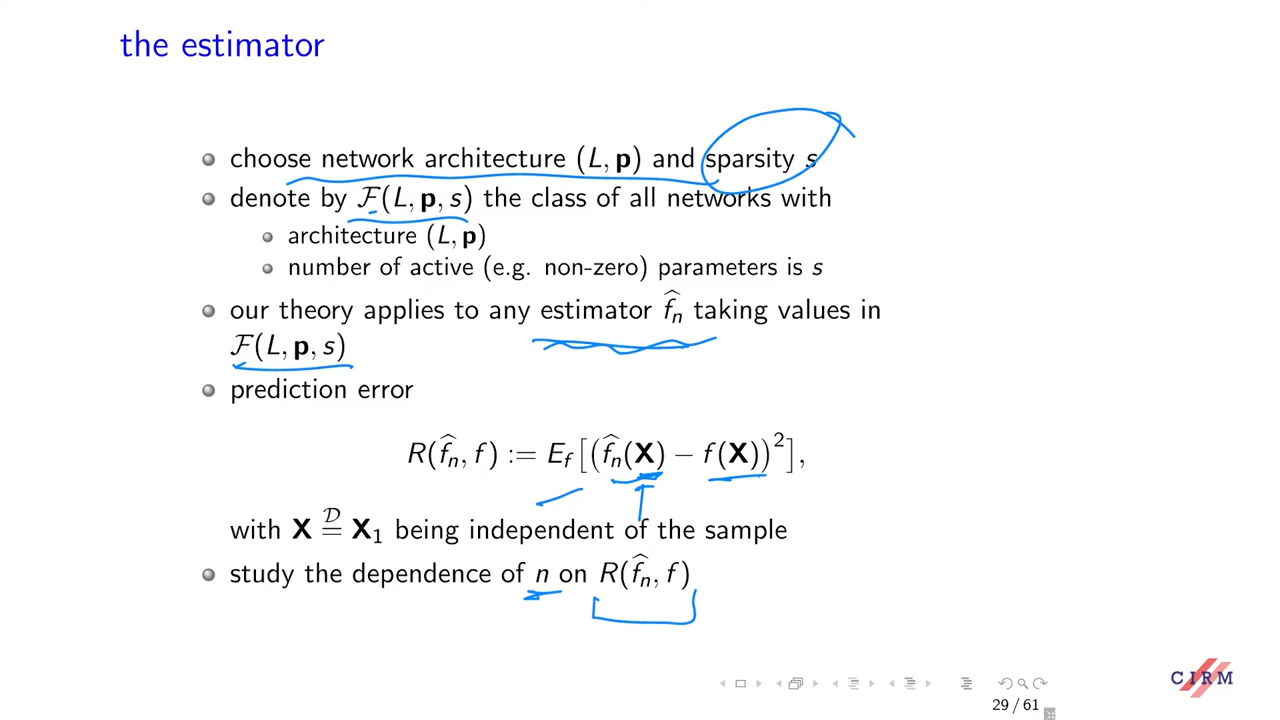 the estimator
choose network architecture (L, p) and sparsity s
denote by ℱ(L, p, s) the class of all networks with
architecture (L, p)
number of active (e.g. non-zero) parameters is s
our theory applies to any estimator f̂ₙ taking values in
ℱ(L, p, s)
prediction error
R(f̂ₙ, f) := E_f[(f̂ₙ(X) − f(X))²],
with X =^𝒟 X₁ being independent of the sample
study the dependence of n on R(f̂ₙ, f)
CIRM
29 / 61